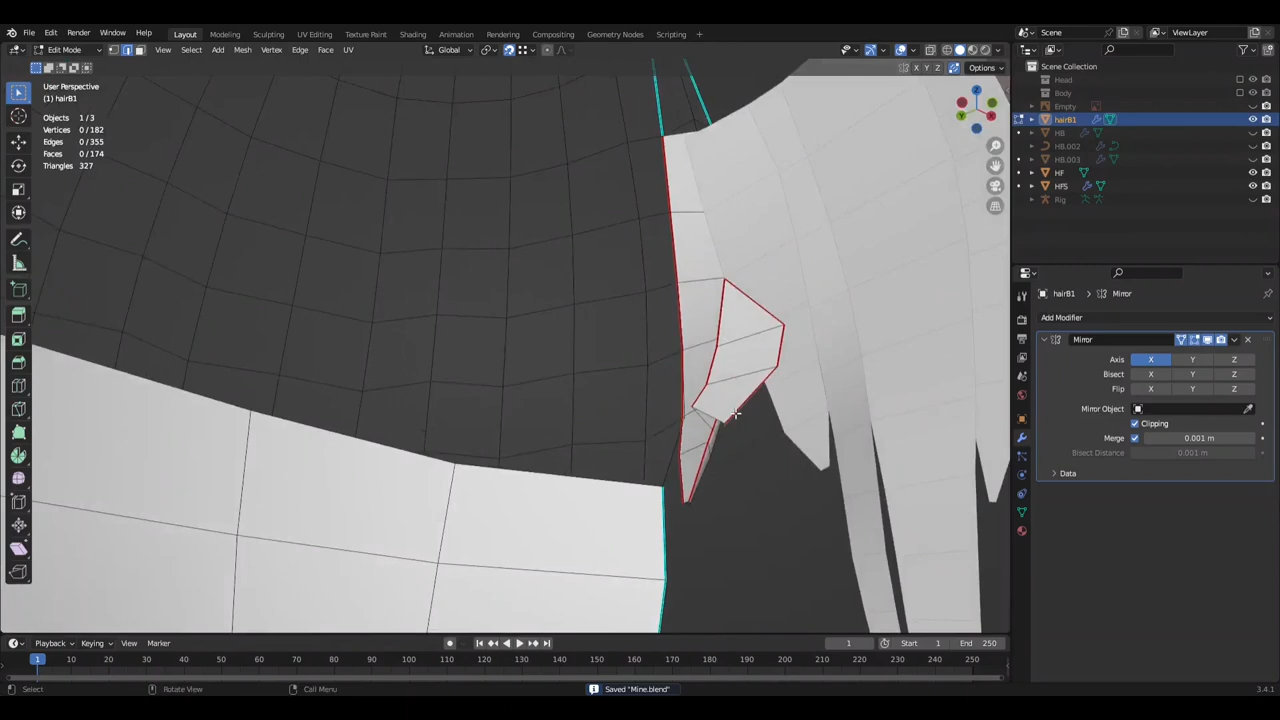 File Edit Render Window Help Layout Modeling Sculpting UV Editing Texture Paint Shading Animation Rendering Compositing Geometry Nodes Scripting Scene ViewLayer
Edit Mode View Select Add Mesh Vertex Edge Face UV Global
X Y Z Options
User Perspective
(1) hairB1
Objects 1/3
Vertices 0/182
Edges 0/355
Faces 0/174
Triangles 327
Z
Y
X
Scene Collection
Head
Body
Empty
hairB1
HB
HB.002
HB.003
HF
HFS
Rig
hairB1 Mirror
Add Modifier
Mirror
Axis X Y Z
Bisect X Y Z
Flip X Y Z
Mirror Object
Clipping
Merge 0.001 m
Bisect Distance 0.001 m
Data
Playback Keying View Marker 1 Start 1 End 250
1 10 20 30 40 50 60 70 80 90 100 110 120 130 140 150 160 170 180 190 200 210 220 230 240 250
Select Rotate View Call Menu Saved "Mine.blend" 3.4.1